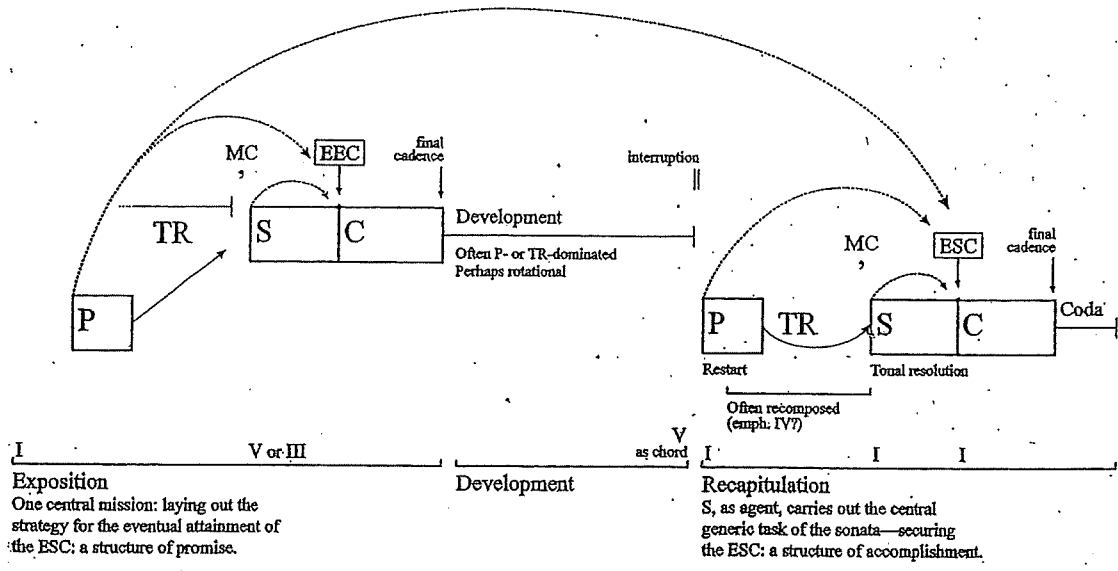 MC
,
EEC
final
cadence
TR
S
C
P
Development
Often P- or TR-dominated
Perhaps rotational
interruption
MC
,
ESC
final
cadence
P
TR
S
C
Coda
Restart
Tonal resolution
Often recomposed
(emph. IV?)
I
V or III
V
as chord
I
I
I
Exposition
One central mission: laying out the
strategy for the eventual attainment of
the ESC: a structure of promise.
Development
Recapitulation
S, as agent, carries out the central
generic task of the sonata—securing
the ESC: a structure of accomplishment.